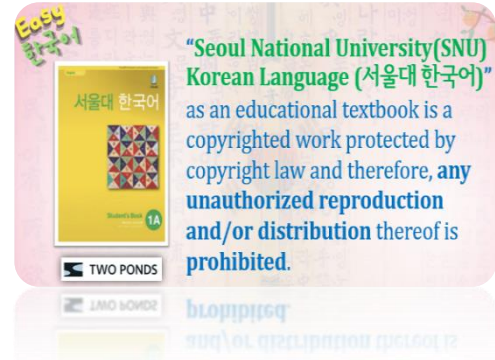 Easy
한국어
서울대 한국어
Student's Book 1A
TWO PONDS
“Seoul National University(SNU)
Korean Language (서울대 한국어)”
as an educational textbook is a
copyrighted work protected by
copyright law and therefore, any
unauthorized reproduction
and/or distribution thereof is
prohibited.